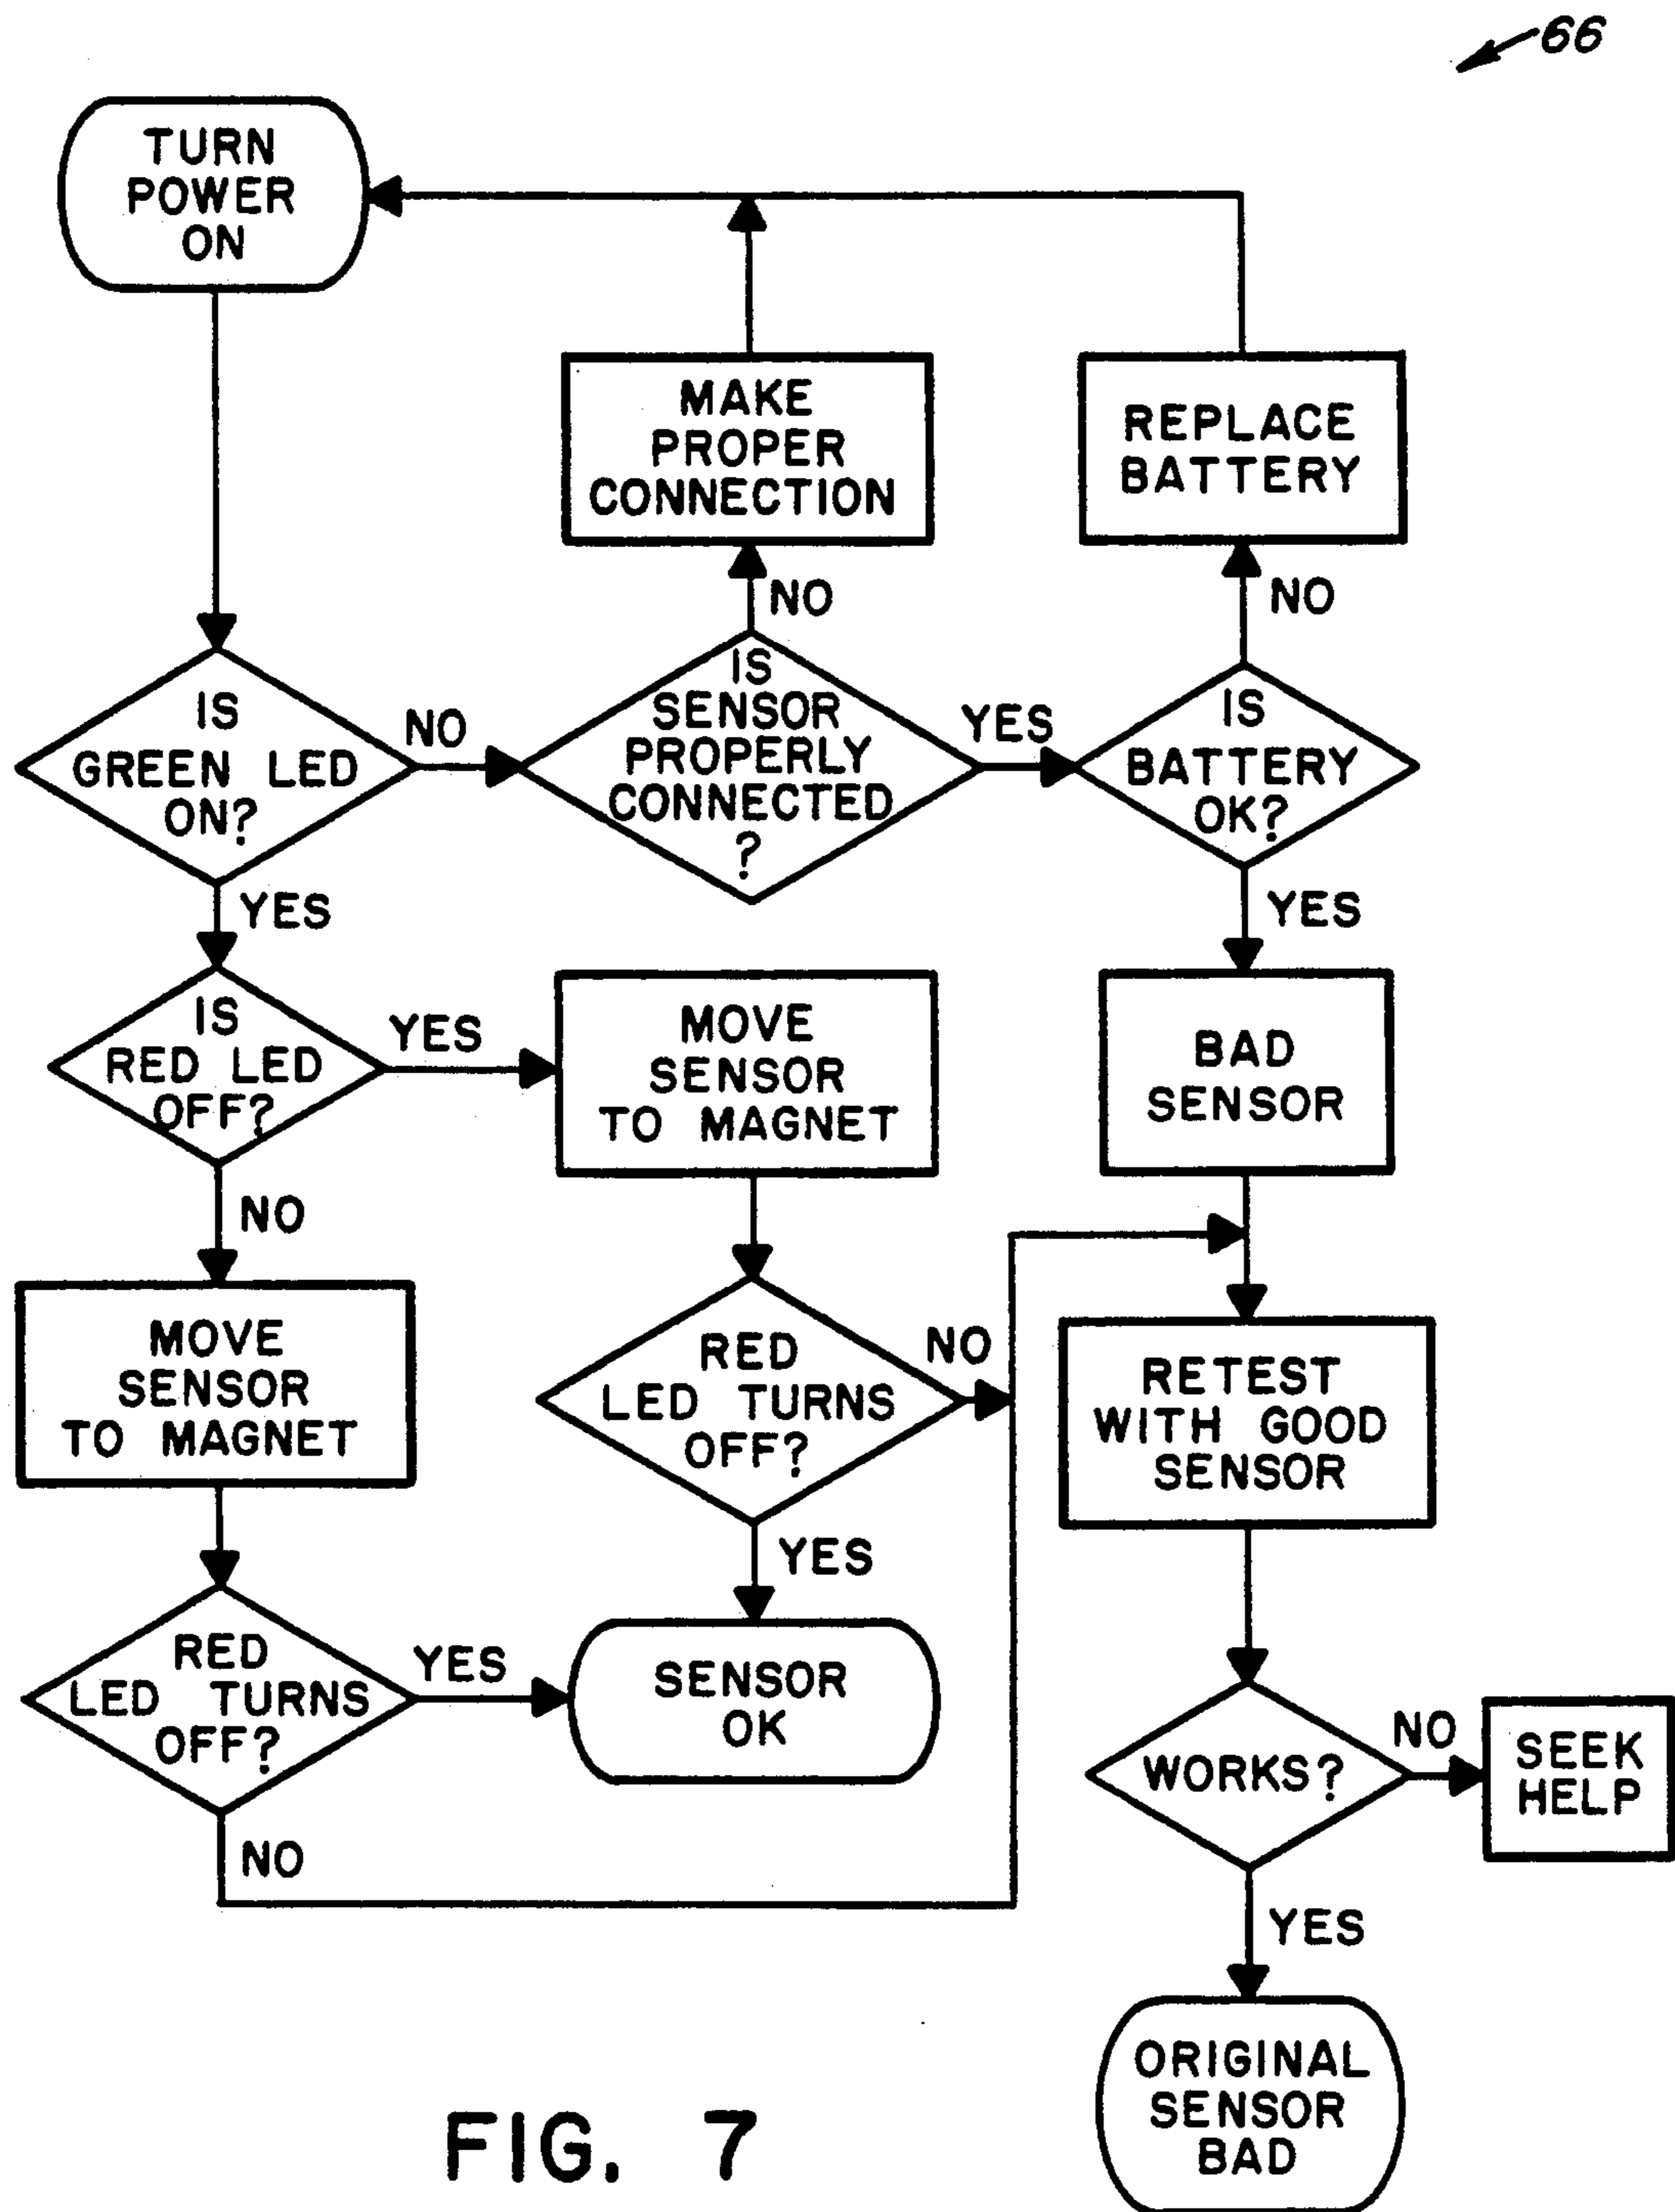 66
TURN
POWER
ON
MAKE
PROPER
CONNECTION
REPLACE
BATTERY
NO
NO
IS
GREEN LED
ON?
NO
IS
SENSOR
PROPERLY
CONNECTED
?
YES
IS
BATTERY
OK?
YES
YES
IS
RED LED
OFF?
YES
MOVE
SENSOR
TO MAGNET
BAD
SENSOR
NO
MOVE
SENSOR
TO MAGNET
RED
LED TURNS
OFF?
NO
RETEST
WITH GOOD
SENSOR
YES
RED
LED TURNS
OFF?
YES
SENSOR
OK
NO
WORKS?
NO
SEEK
HELP
YES
ORIGINAL
SENSOR
BAD
FIG. 7